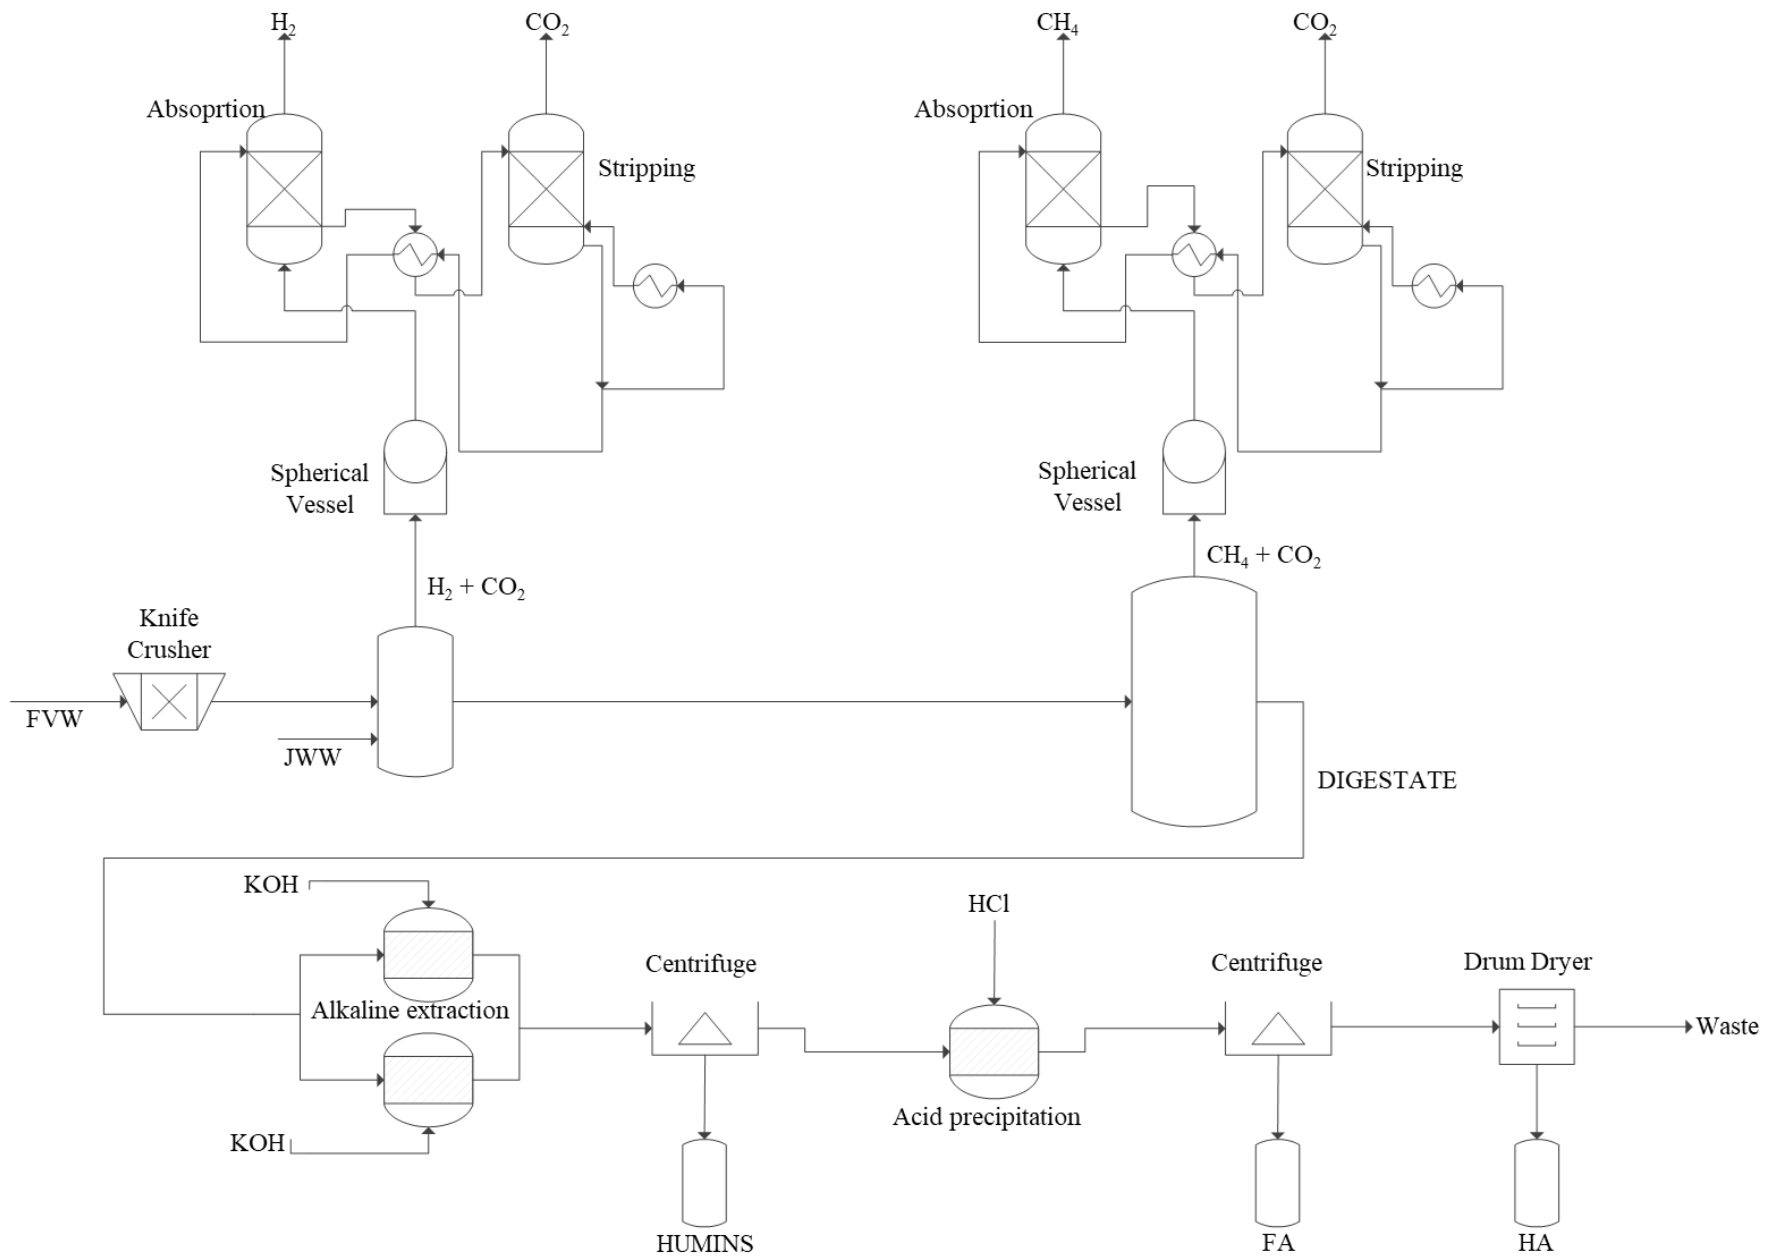 H₂
CO₂
CH₄
CO₂
Absoprtion
Stripping
Absoprtion
Stripping
Spherical
Vessel
Spherical
Vessel
H₂ + CO₂
CH₄ + CO₂
Knife
Crusher
FVW
JWW
DIGESTATE
KOH
HCl
Centrifuge
Centrifuge
Drum Dryer
Alkaline extraction
Waste
Acid precipitation
KOH
HUMINS
FA
HA